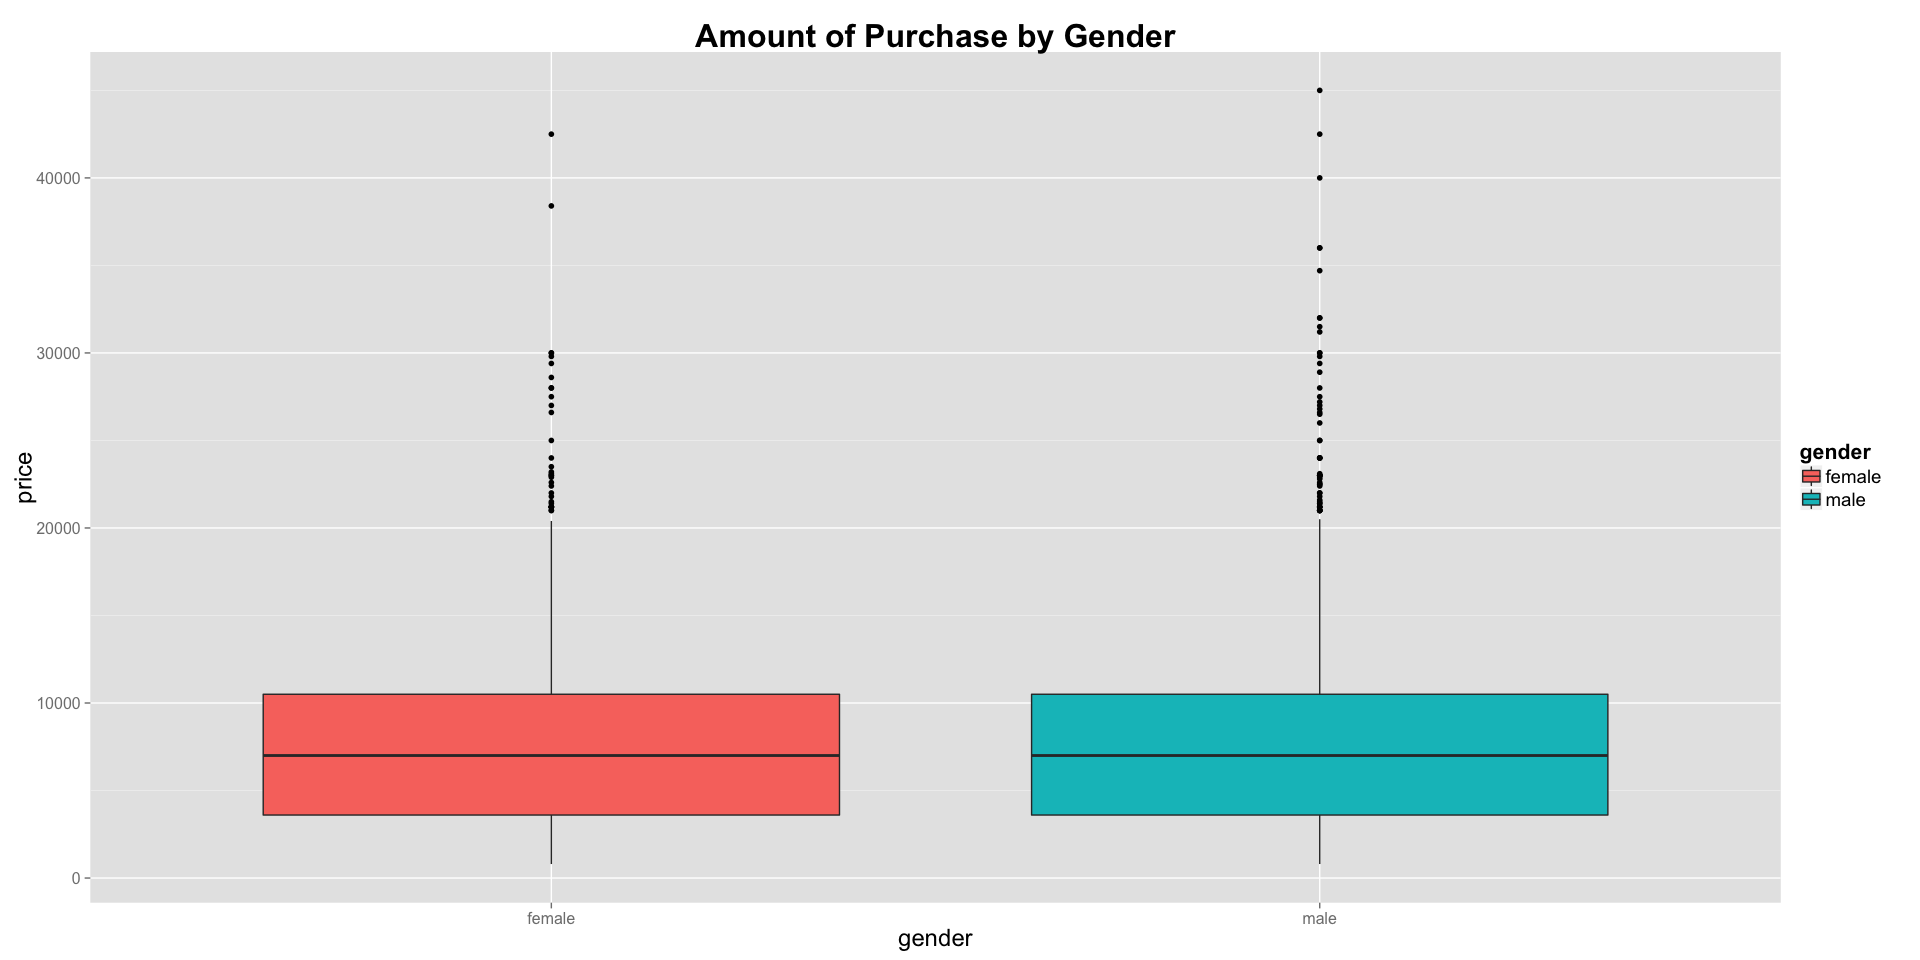 Amount of Purchase by Gender
price
40000
30000
20000
10000
0
female
male
gender
gender
female
male